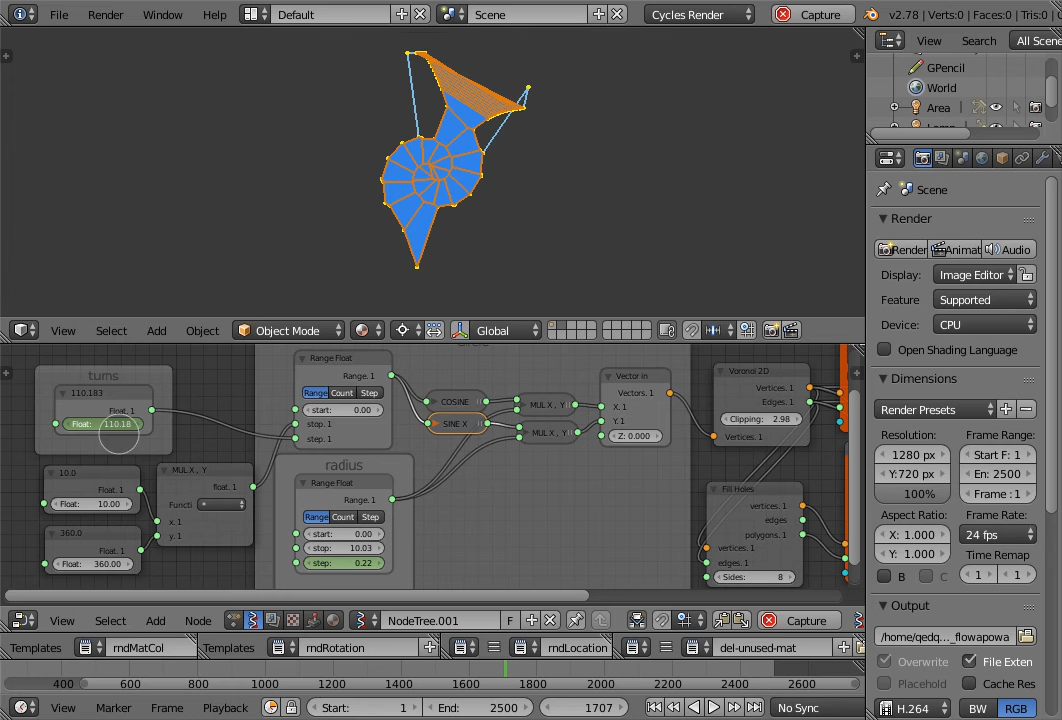 File Render Window Help Default Scene Cycles Render Capture v2.78 | Verts:0 | Faces:0 | Tris:0 |
View Search All Scene
GPencil
World
Area
Scene
Render
Render Animat Audio
Display: Image Editor
Feature Supported
Device: CPU
Open Shading Language
Dimensions
Render Presets
Resolution: Frame Range:
1280 px Start F: 1
Y:720 px En: 2500
100% Frame : 1
Aspect Ratio: Frame Rate:
X: 1.000 24 fps
Y: 1.000 Time Remap
B C 1 1
Output
/home/qedq..._flowapowa
Overwrite File Exten
Placehold Cache Res
H.264 BW RGB
View Select Add Object Object Mode Global
turns
110.183
Float. 1
Float: 110.18
10.0
Float. 1
Float: 10.00
360.0
Float. 1
Float: 360.00
MUL X , Y
float. 1
Functi *
x. 1
y. 1
Range Float
Range. 1
Range Count Step
start: 0.00
stop. 1
step. 1
radius
Range Float
Range. 1
Range Count Step
start: 0.00
stop: 10.03
step: 0.22
COSINE
SINE X
MUL X , Y
MUL X , Y
Vector in
Vectors. 1
X. 1
Y. 1
Z: 0.000
Voronoi 2D
Vertices. 1
Edges. 1
Clipping: 2.98
Vertices. 1
Fill Holes
vertices. 1
edges
polygons. 1
vertices. 1
edges. 1
Sides: 8
View Select Add Node NodeTree.001 F Capture
Templates rndMatCol Templates rndRotation rndLocation del-unused-mat
400 600 800 1000 1200 1400 1600 1800 2000 2200 2400 2600
View Marker Frame Playback Start: 1 End: 2500 1707 No Sync